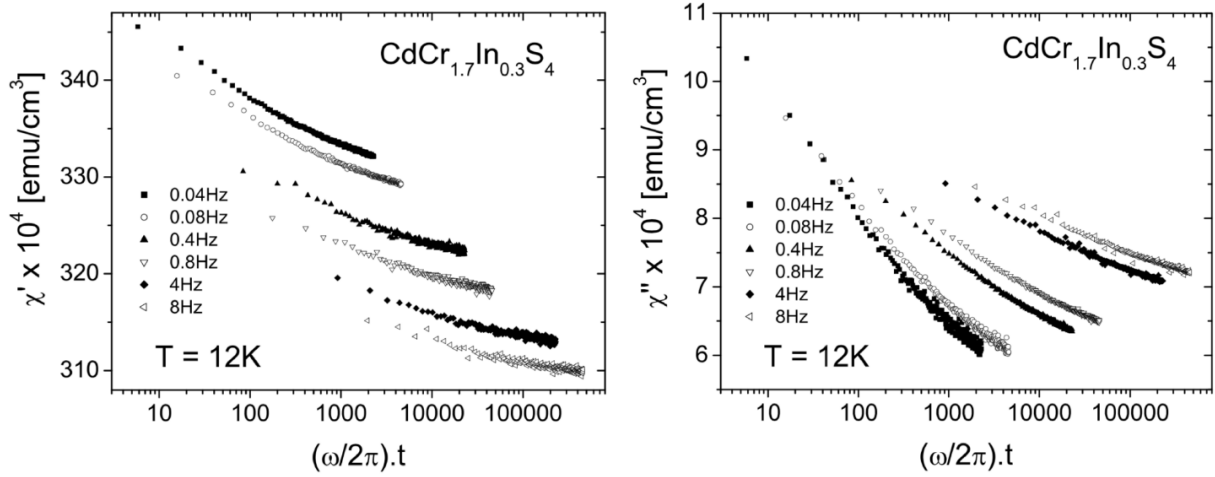 CdCr1.7In0.3S4
340
330
320
310
χ' x 10^4 [emu/cm^3]
0.04Hz
0.08Hz
0.4Hz
0.8Hz
4Hz
8Hz
T = 12K
10 100 1000 10000 100000
(ω/2π).t
CdCr1.7In0.3S4
11
10
9
8
7
6
χ" x 10^4 [emu/cm^3]
0.04Hz
0.08Hz
0.4Hz
0.8Hz
4Hz
8Hz
T = 12K
10 100 1000 10000 100000
(ω/2π).t